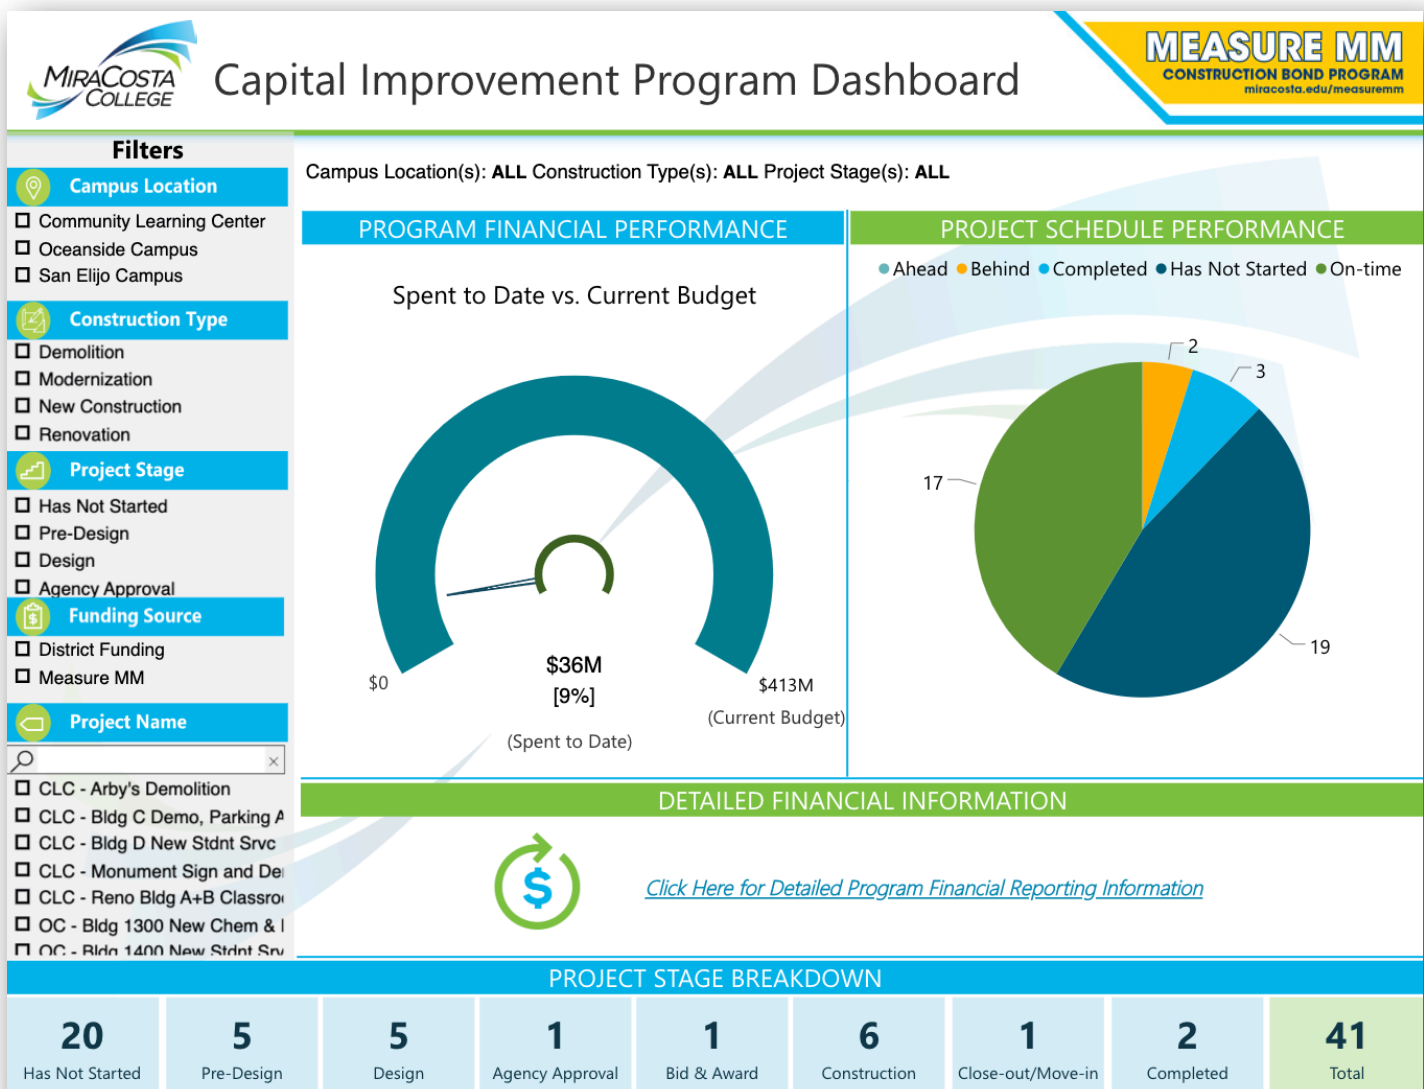 MIRACOSTA
COLLEGE
Capital Improvement Program Dashboard
MEASURE MM
CONSTRUCTION BOND PROGRAM
miracosta.edu/measuremm
Filters
Campus Location
Community Learning Center
Oceanside Campus
San Elijo Campus
Construction Type
Demolition
Modernization
New Construction
Renovation
Project Stage
Has Not Started
Pre-Design
Design
Agency Approval
Funding Source
District Funding
Measure MM
Project Name
CLC - Arby's Demolition
CLC - Bldg C Demo, Parking A
CLC - Bldg D New Stdnt Srvc
CLC - Monument Sign and De
CLC - Reno Bldg A+B Classro
OC - Bldg 1300 New Chem &
OC - Bldg 1400 New Stdnt Srv
Campus Location(s): ALL Construction Type(s): ALL Project Stage(s): ALL
PROGRAM FINANCIAL PERFORMANCE
Spent to Date vs. Current Budget
$0
$36M
[9%]
(Spent to Date)
$413M
(Current Budget)
PROJECT SCHEDULE PERFORMANCE
Ahead Behind Completed Has Not Started On-time
2
3
17
19
DETAILED FINANCIAL INFORMATION
$
Click Here for Detailed Program Financial Reporting Information
PROJECT STAGE BREAKDOWN
20
Has Not Started
5
Pre-Design
5
Design
1
Agency Approval
1
Bid & Award
6
Construction
1
Close-out/Move-in
2
Completed
41
Total